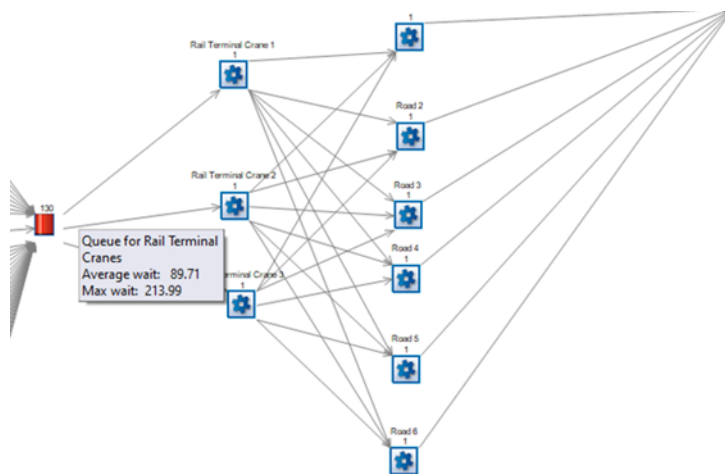 1
Rail Terminal Crane 1
1
Road 2
1
Rail Terminal Crane 2
1
Road 3
1
130
Queue for Rail Terminal
Cranes
Average wait: 89.71
Max wait: 213.99
Road 4
1
erminal Crane 3
1
Road 5
1
Road 6
1